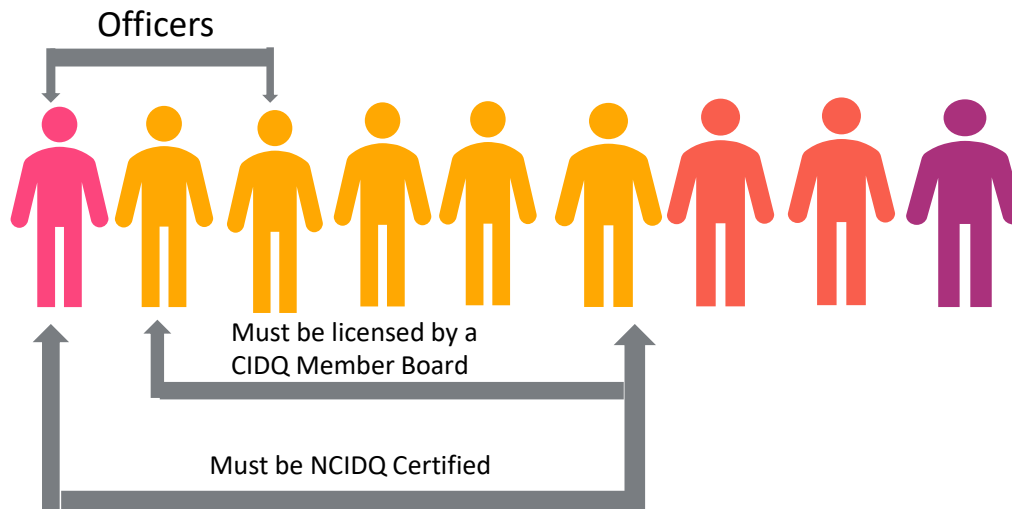 Officers
Must be licensed by a
CIDQ Member Board
Must be NCIDQ Certified